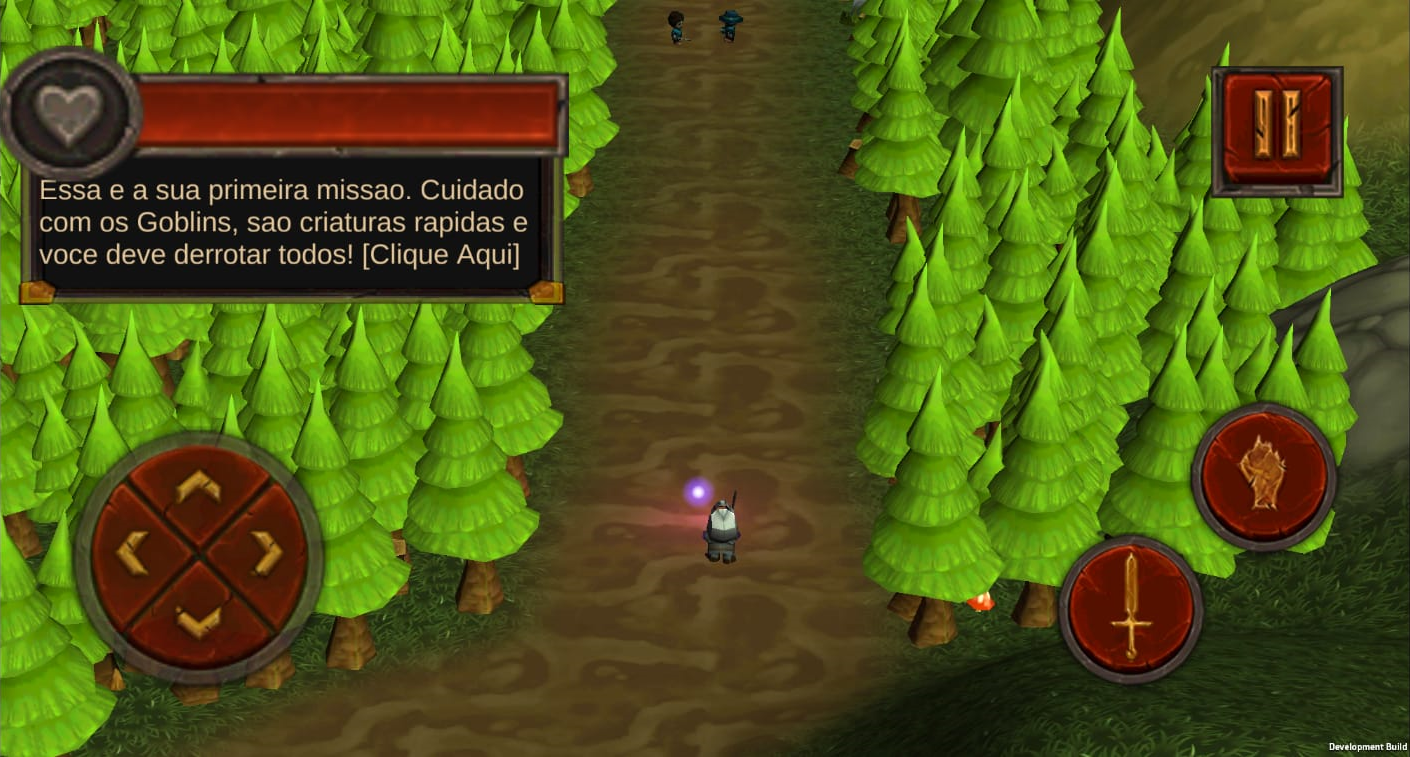 Essa e a sua primeira missao. Cuidado
com os Goblins, sao criaturas rapidas e
voce deve derrotar todos! [Clique Aqui]
Development Build